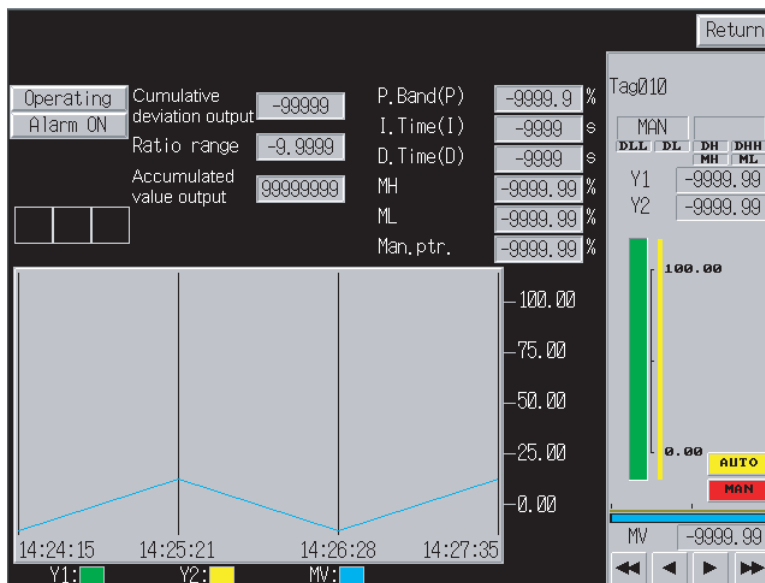 Return
Operating
Alarm ON
Cumulative
deviation output
-99999
Ratio range
-9.9999
Accumulated
value output
99999999
P.Band(P)
-9999.9 %
I.Time(I)
-9999 s
D.Time(D)
-9999 s
MH
-9999.99 %
ML
-9999.99 %
Man.ptr.
-9999.99 %
100.00
75.00
50.00
25.00
0.00
14:24:15 14:25:21 14:26:28 14:27:35
Y1: Y2: MV:
Tag010
MAN
DLL DL DH DHH
MH ML
Y1 -9999.99
Y2 -9999.99
100.00
0.00
AUTO
MAN
MV -9999.99